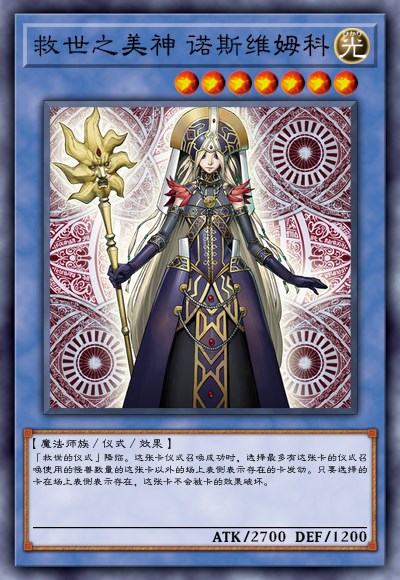 救世之美神 诺斯维姆科
光
【魔法师族／仪式／效果】
「救世的仪式」降临。这张卡仪式召唤成功时，选择最多有这张卡的仪式召
唤使用的怪兽数量的这张卡以外的场上表侧表示存在的卡发动。只要选择的
卡在场上表侧表示存在，这张卡不会被卡的效果破坏。
ATK/2700 DEF/1200